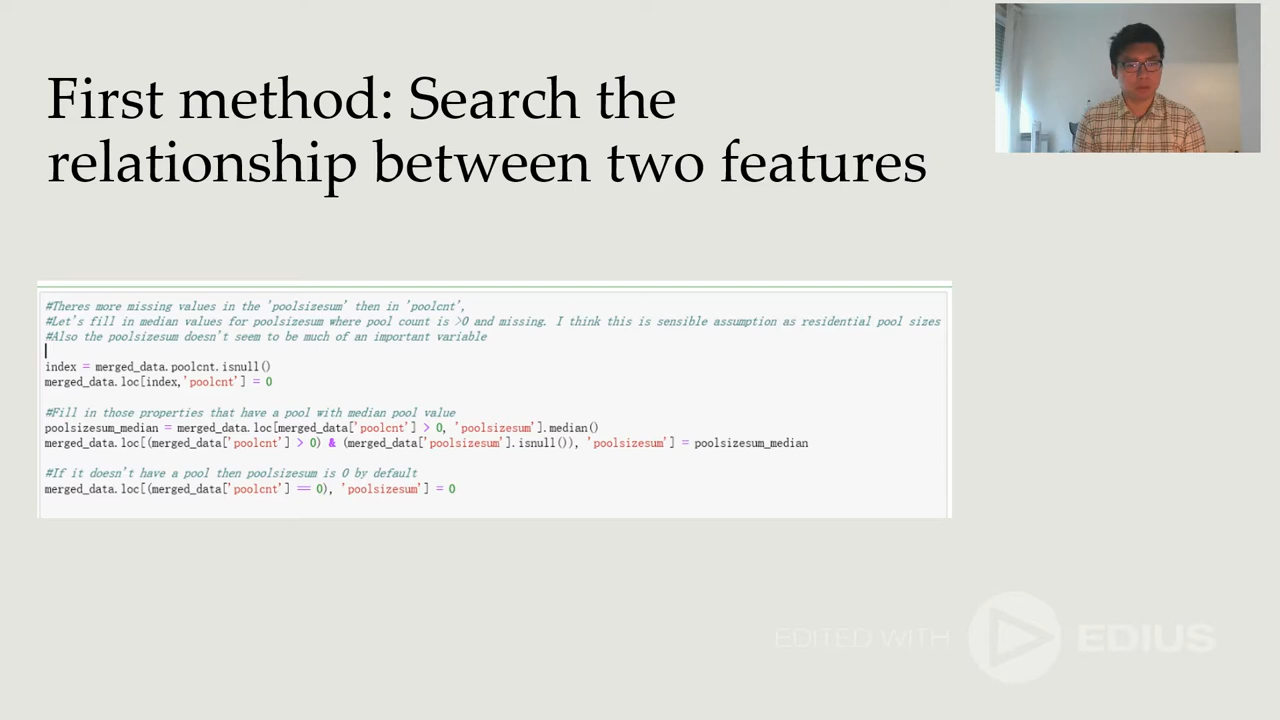 First method: Search the
relationship between two features
#Theres more missing values in the 'poolsizesum' then in 'poolcnt',
#Let's fill in median values for poolsizesum where pool count is >0 and missing. I think this is sensible assumption as residential pool sizes
#Also the poolsizesum doesn't seem to be much of an important variable
index = merged_data.poolcnt.isnull()
merged_data.loc[index,'poolcnt'] = 0
#Fill in those properties that have a pool with median pool value
poolsizesum_median = merged_data.loc[merged_data['poolcnt'] > 0, 'poolsizesum'].median()
merged_data.loc[(merged_data['poolcnt'] > 0) & (merged_data['poolsizesum'].isnull()), 'poolsizesum'] = poolsizesum_median
#If it doesn't have a pool then poolsizesum is 0 by default
merged_data.loc[(merged_data['poolcnt'] == 0), 'poolsizesum'] = 0
EDITED WITH EDIUS